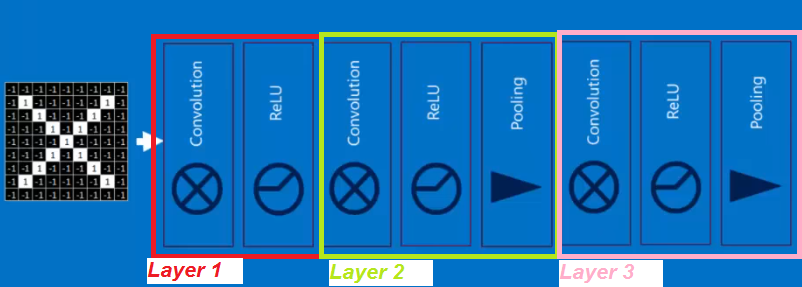 -1 -1 -1 -1 -1 -1 -1 -1 -1
-1 1 -1 -1 -1 -1 -1 1 -1
-1 -1 1 -1 -1 -1 1 -1 -1
-1 -1 -1 1 -1 1 -1 -1 -1
-1 -1 -1 -1 1 -1 -1 -1 -1
-1 -1 -1 1 -1 1 -1 -1 -1
-1 -1 1 -1 -1 -1 1 -1 -1
-1 1 -1 -1 -1 -1 -1 1 -1
-1 -1 -1 -1 -1 -1 -1 -1 -1
Convolution
ReLU
Convolution
ReLU
Pooling
Convolution
ReLU
Pooling
Layer 1
Layer 2
Layer 3